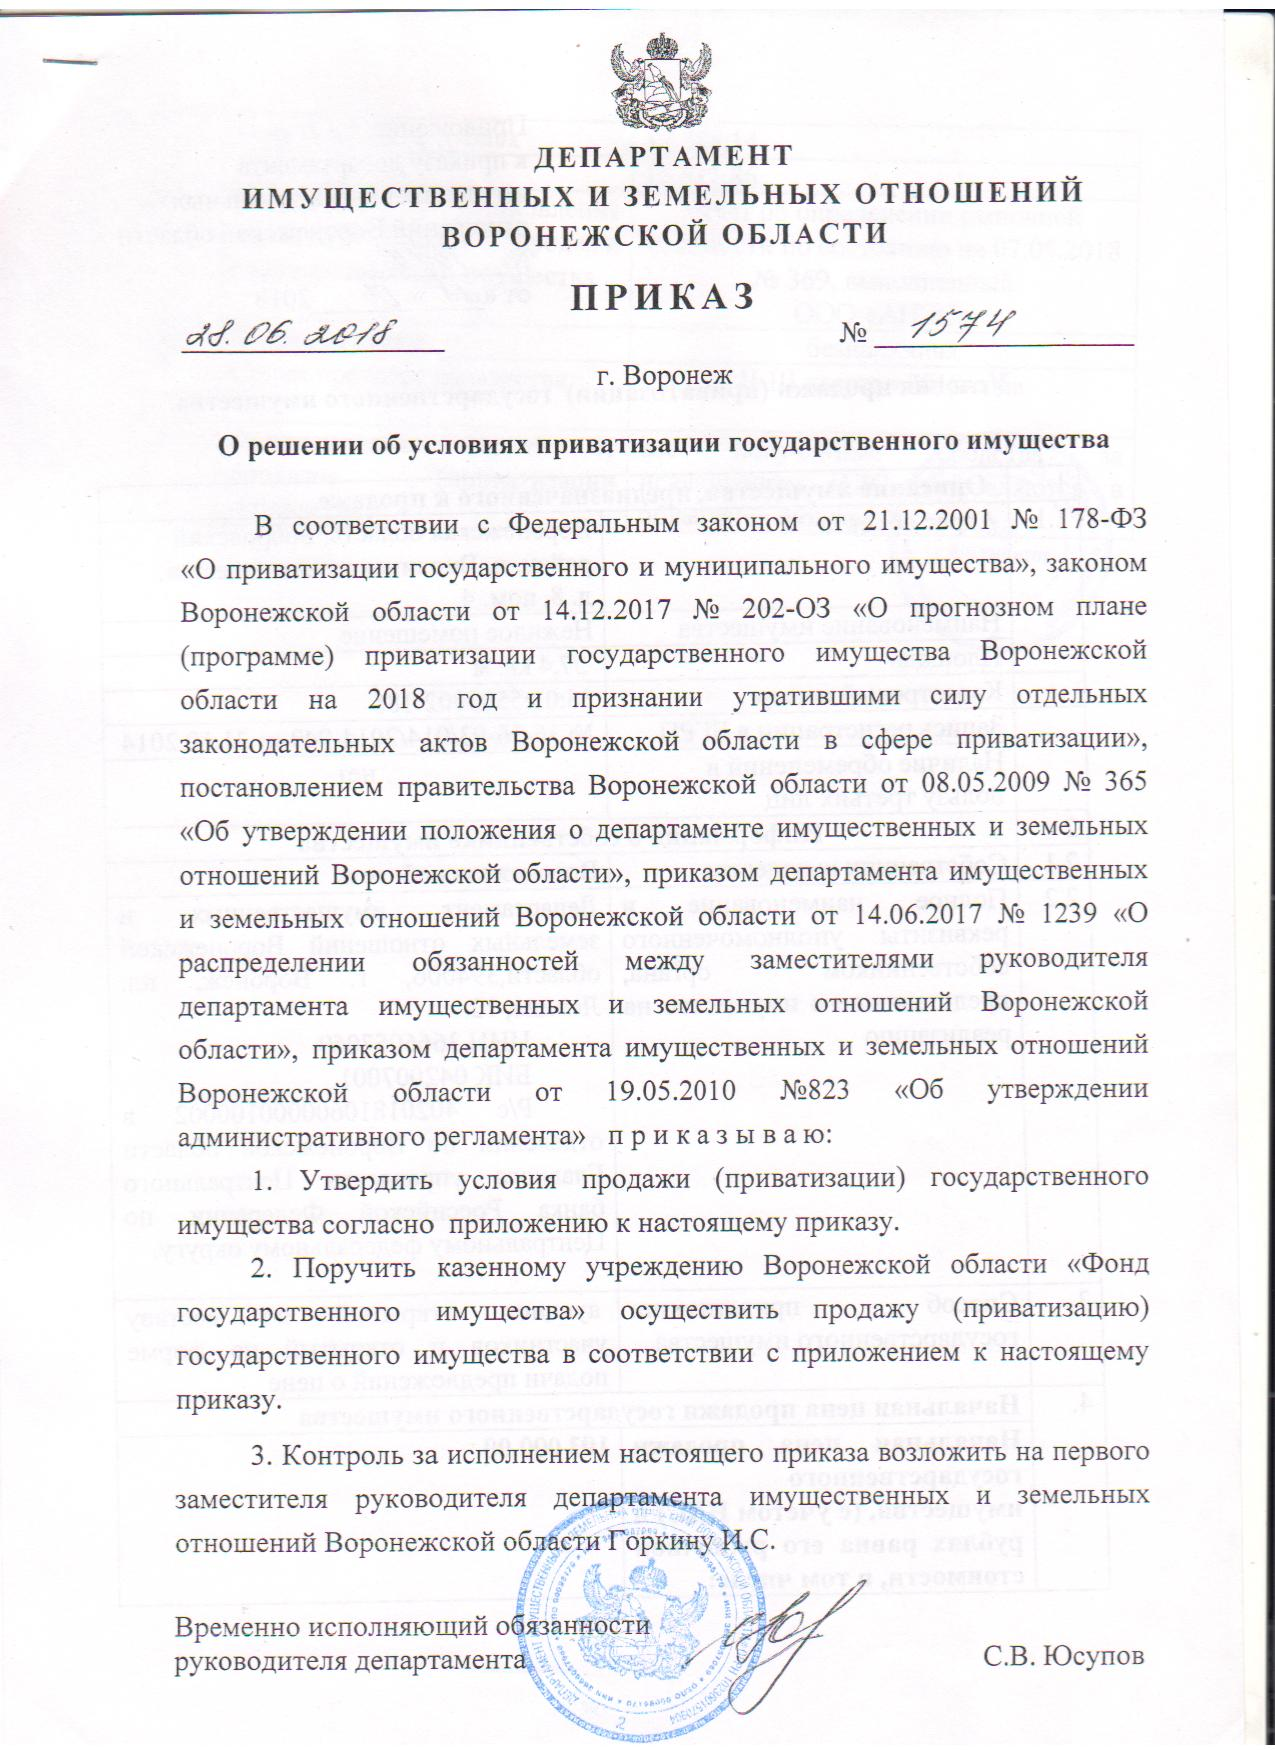 ДЕПАРТАМЕНТ
ИМУЩЕСТВЕННЫХ И ЗЕМЕЛЬНЫХ ОТНОШЕНИЙ
ВОРОНЕЖСКОЙ ОБЛАСТИ
ПРИКАЗ
28.06.2018 № 1574
г. Воронеж
О решении об условиях приватизации государственного имущества
В соответствии с Федеральным законом от 21.12.2001 № 178-ФЗ
«О приватизации государственного и муниципального имущества», законом
Воронежской области от 14.12.2017 № 202-ОЗ «О прогнозном плане
(программе) приватизации государственного имущества Воронежской
области на 2018 год и признании утратившими силу отдельных
законодательных актов Воронежской области в сфере приватизации»,
постановлением правительства Воронежской области от 08.05.2009 № 365
«Об утверждении положения о департаменте имущественных и земельных
отношений Воронежской области», приказом департамента имущественных
и земельных отношений Воронежской области от 14.06.2017 № 1239 «О
распределении обязанностей между заместителями руководителя
департамента имущественных и земельных отношений Воронежской
области», приказом департамента имущественных и земельных отношений
Воронежской области от 19.05.2010 №823 «Об утверждении
административного регламента» п р и к а з ы в а ю:
1. Утвердить условия продажи (приватизации) государственного
имущества согласно приложению к настоящему приказу.
2. Поручить казенному учреждению Воронежской области «Фонд
государственного имущества» осуществить продажу (приватизацию)
государственного имущества в соответствии с приложением к настоящему
приказу.
3. Контроль за исполнением настоящего приказа возложить на первого
заместителя руководителя департамента имущественных и земельных
отношений Воронежской области Горкину И.С.
Временно исполняющий обязанности
руководителя департамента С.В. Юсупов
2